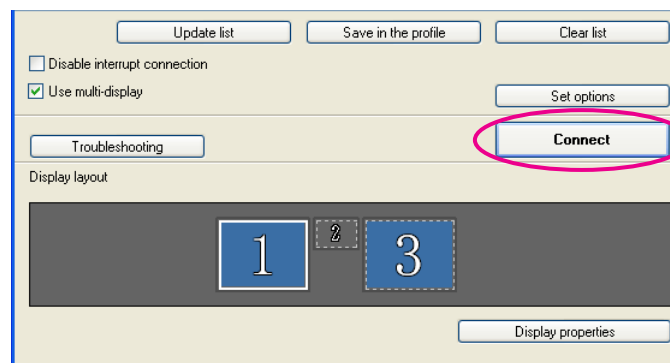 Update list Save in the profile Clear list
Disable interrupt connection
Use multi-display
Set options
Connect
Troubleshooting
Display layout
1 2 3
Display properties